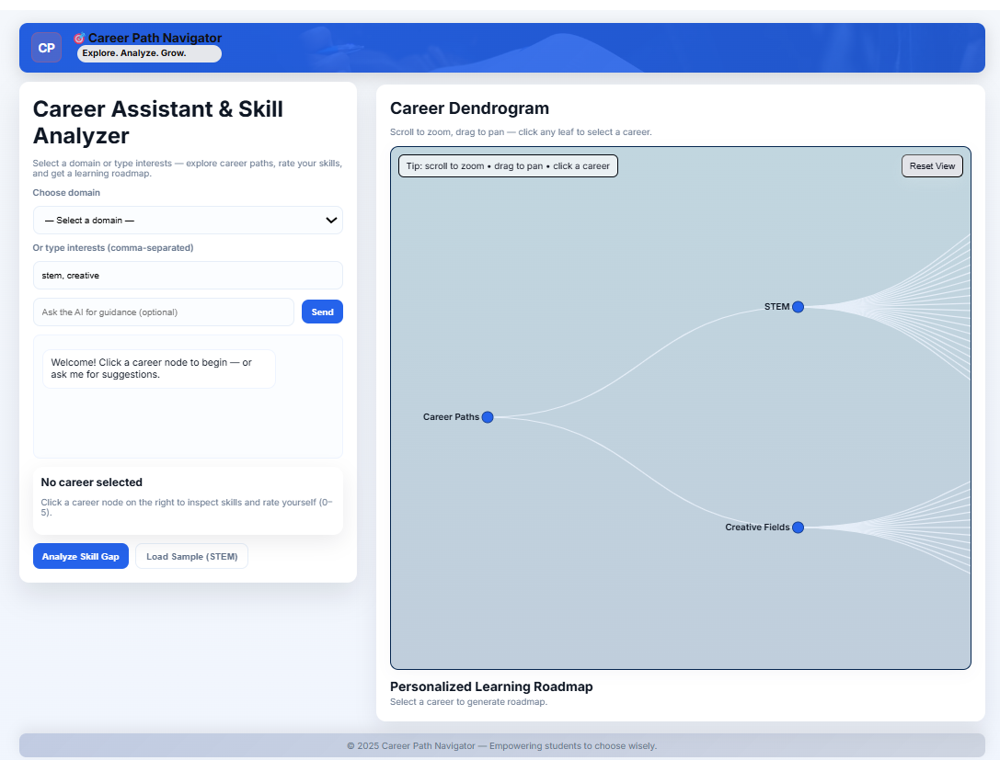 CP
🎯 Career Path Navigator
Explore. Analyze. Grow.
Career Assistant & Skill
Analyzer
Select a domain or type interests — explore career paths, rate your skills,
and get a learning roadmap.
Choose domain
— Select a domain —
Or type interests (comma-separated)
stem, creative
Ask the AI for guidance (optional)
Send
Welcome! Click a career node to begin — or
ask me for suggestions.
No career selected
Click a career node on the right to inspect skills and rate yourself (0–
5).
Analyze Skill Gap
Load Sample (STEM)
Career Dendrogram
Scroll to zoom, drag to pan — click any leaf to select a career.
Tip: scroll to zoom • drag to pan • click a career
Reset View
STEM
Career Paths
Creative Fields
Personalized Learning Roadmap
Select a career to generate roadmap.
© 2025 Career Path Navigator — Empowering students to choose wisely.